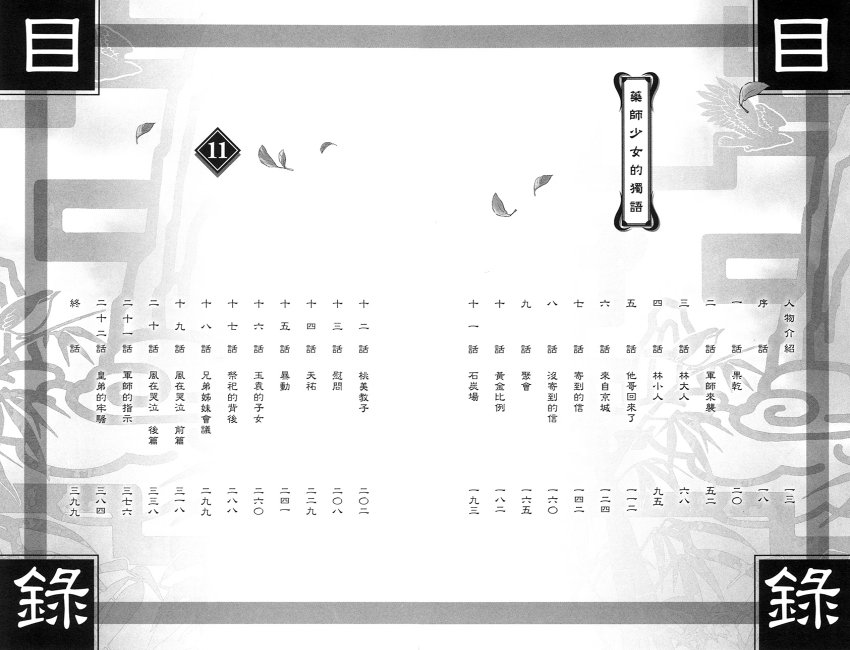 目錄
藥師少女的獨語
人物介紹 一三
序話 一八
一話 果乾 二〇
二話 軍師來襲 五二
三話 林大人 六八
四話 林小人 九五
五話 他哥回來了 一一二
六話 來自京城 一二四
七話 寄到的信 一四二
八話 沒寄到的信 一六〇
九話 聚會 一六五
十話 黃金比例 一八二
十一話 石炭場 一九三
目錄
11
十二話 桃美教子 二〇二
十三話 慰問 二〇八
十四話 天祐 二二九
十五話 暴動 二四一
十六話 玉袁的子女 二六〇
十七話 祭祀的背後 二八八
十八話 兄弟姊妹會議 二九九
十九話 風在哭泣 前篇 三一八
二十話 風在哭泣 後篇 三三八
二十一話 軍師的指示 三七六
二十二話 皇弟的牢騷 三八四
終話 三九九